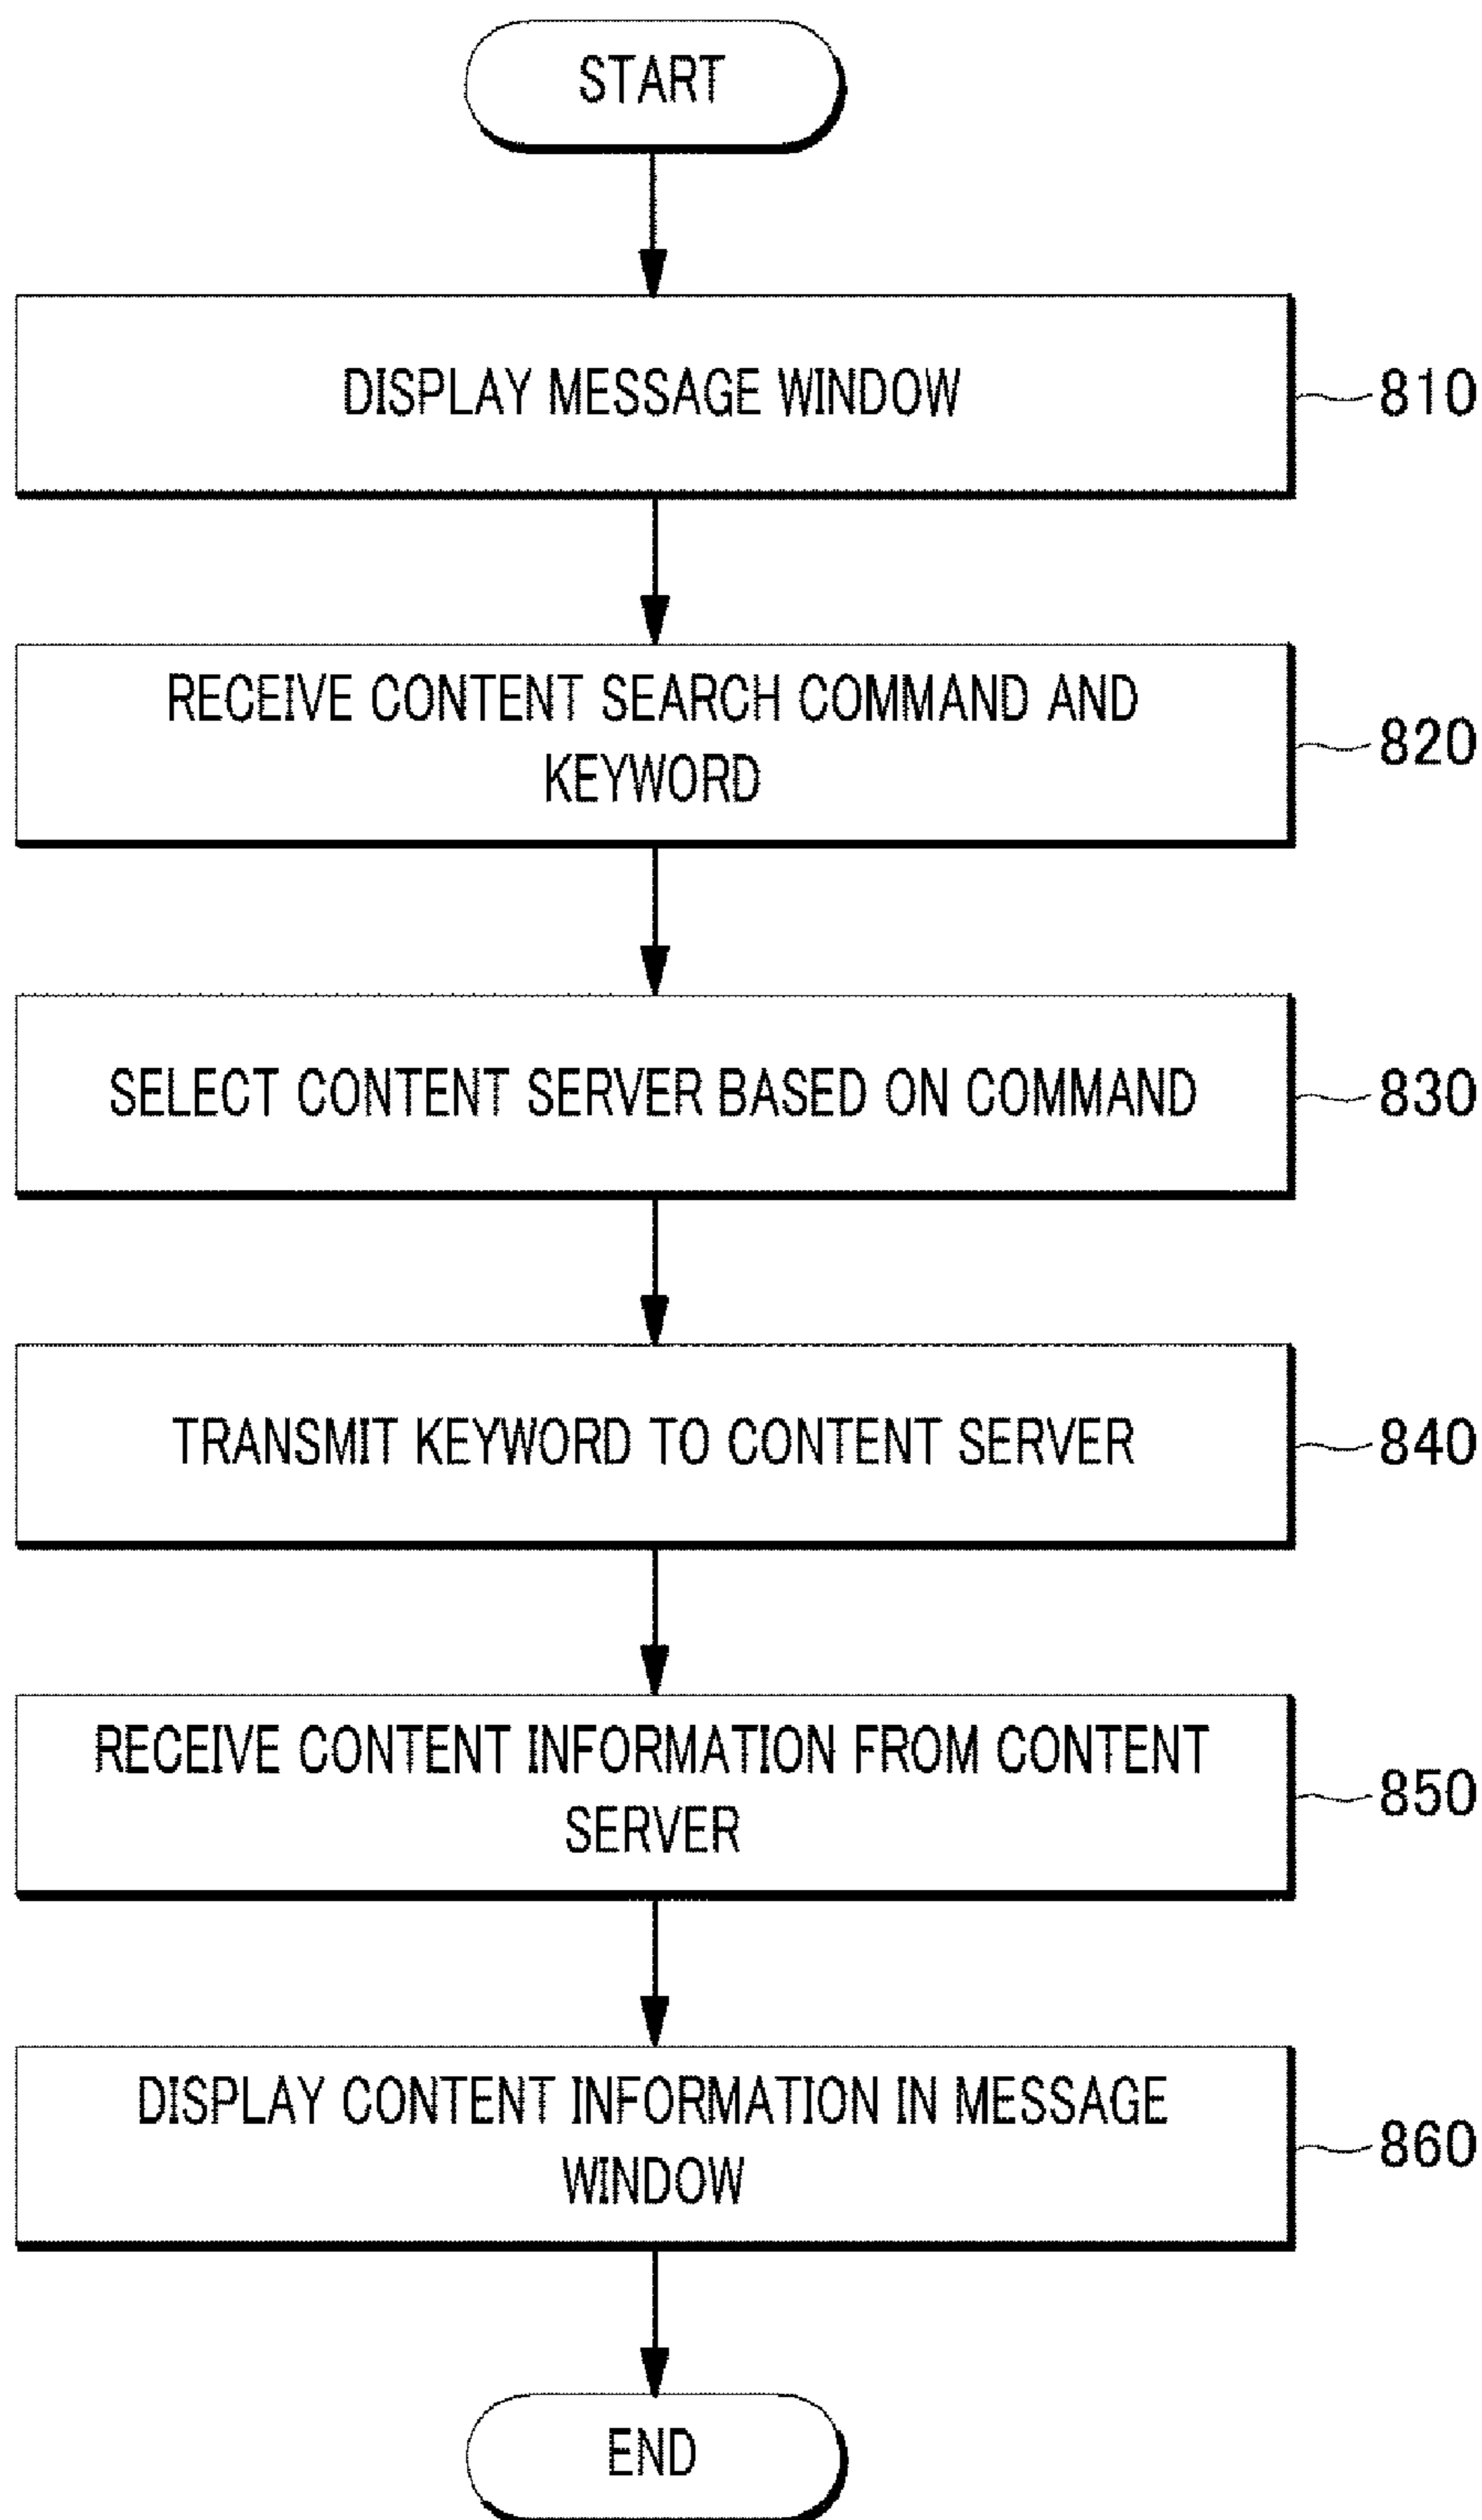 START
DISPLAY MESSAGE WINDOW
810
RECEIVE CONTENT SEARCH COMMAND AND
KEYWORD
820
SELECT CONTENT SERVER BASED ON COMMAND
830
TRANSMIT KEYWORD TO CONTENT SERVER
840
RECEIVE CONTENT INFORMATION FROM CONTENT
SERVER
850
DISPLAY CONTENT INFORMATION IN MESSAGE
WINDOW
860
END